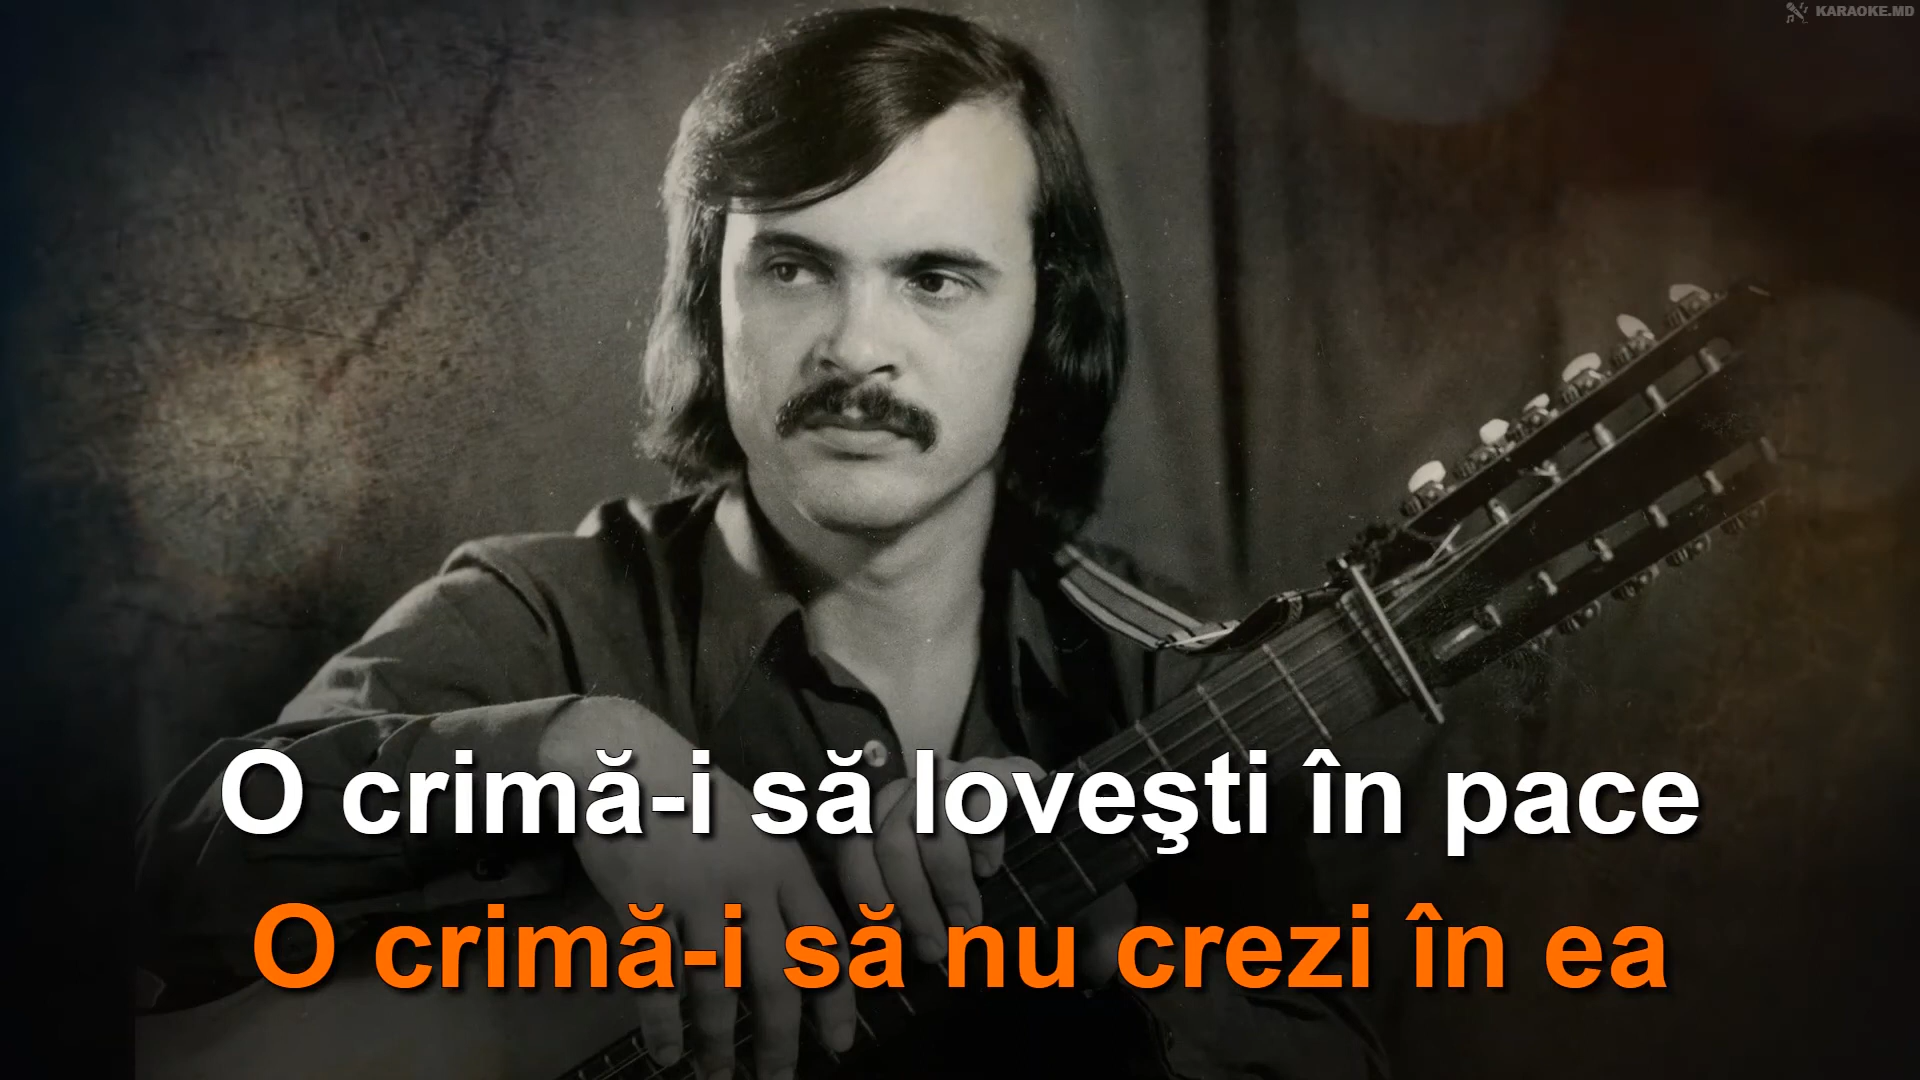 KARAOKE.MD
O crimă-i să loveşti în pace
O crimă-i să nu crezi în ea